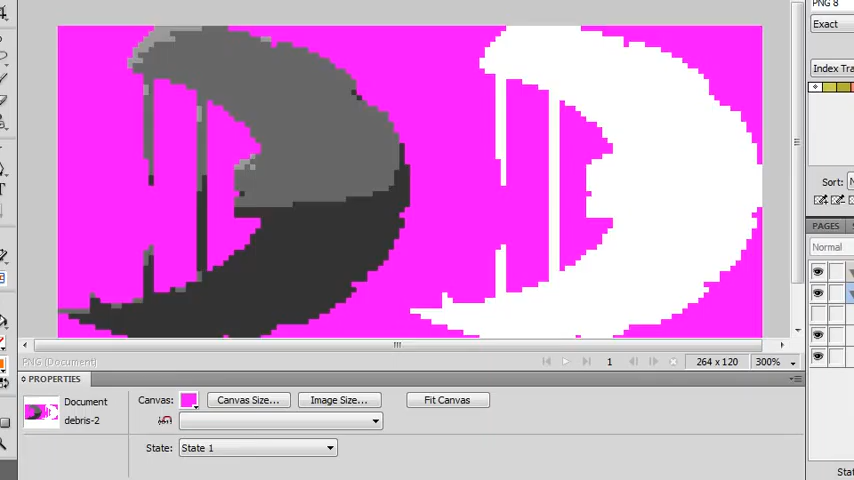 PNG 8
Exact
Index Tra
Sort:
PAGES
Normal
PNG (Document)
1
264 x 120
300%
PROPERTIES
Document
debris-2
Canvas:
Canvas Size...
Image Size...
Fit Canvas
State:
State 1
Stat